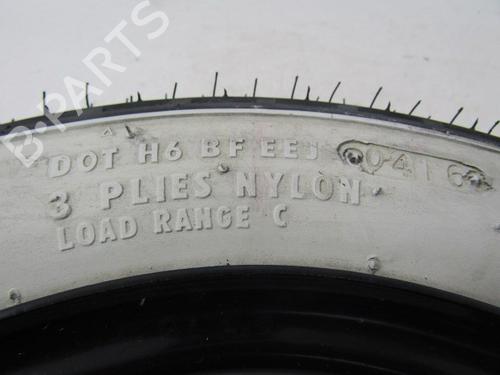 B-PARTS
DOT H6 BF EEJ 0416
3 PLIES NYLON
LOAD RANGE C